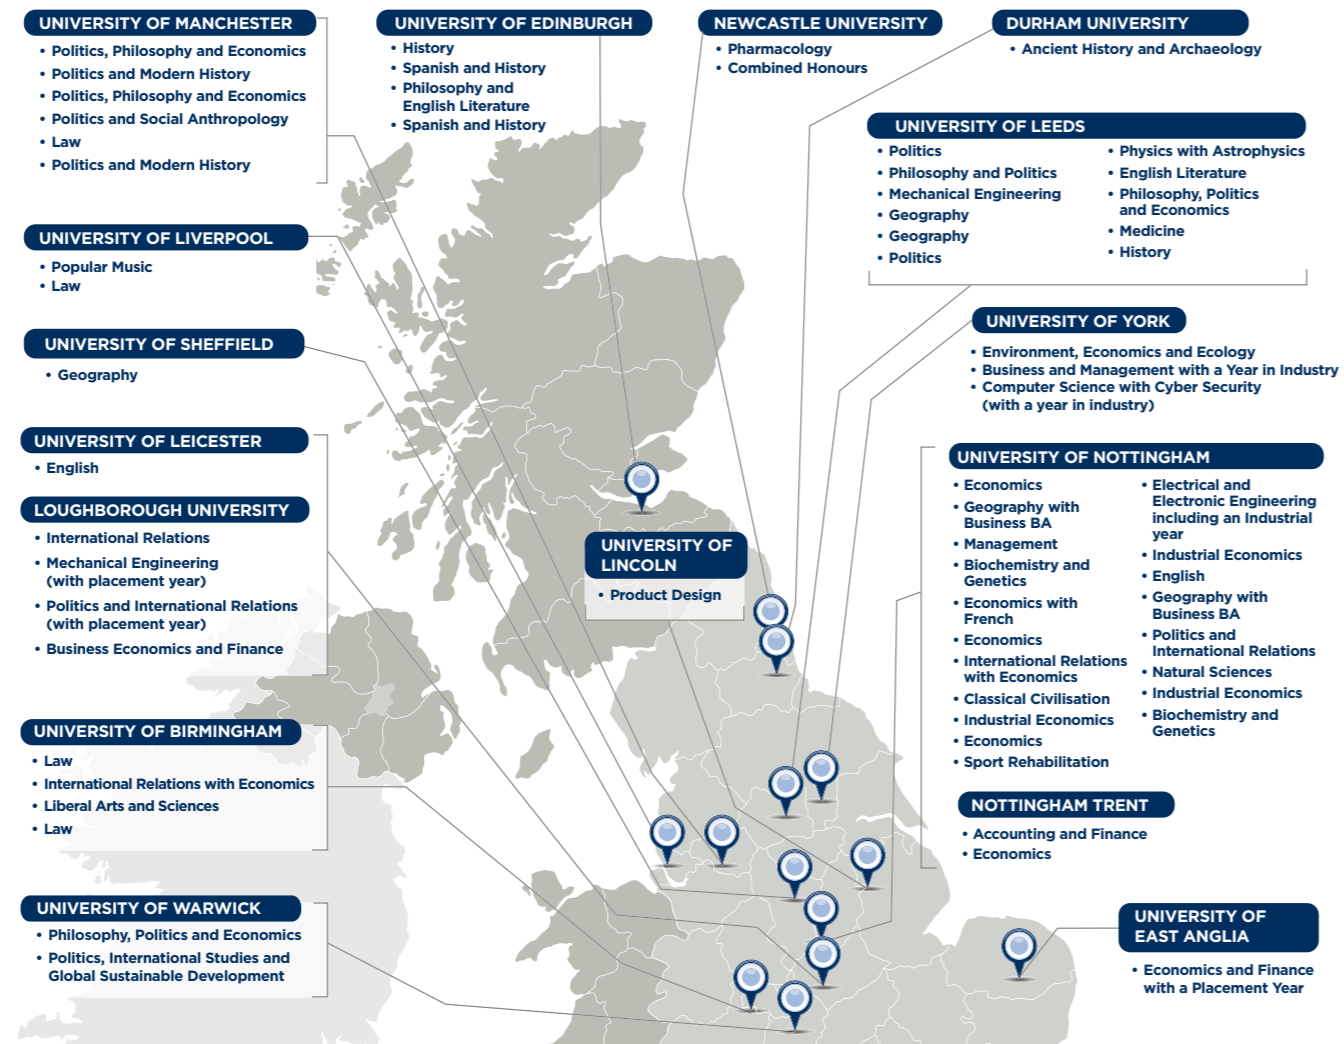 UNIVERSITY OF MANCHESTER
• Politics, Philosophy and Economics
• Politics and Modern History
• Politics, Philosophy and Economics
• Politics and Social Anthropology
• Law
• Politics and Modern History
UNIVERSITY OF EDINBURGH
• History
• Spanish and History
• Philosophy and
English Literature
• Spanish and History
NEWCASTLE UNIVERSITY
• Pharmacology
• Combined Honours
DURHAM UNIVERSITY
• Ancient History and Archaeology
UNIVERSITY OF LEEDS
• Politics
• Philosophy and Politics
• Mechanical Engineering
• Geography
• Geography
• Politics
• Physics with Astrophysics
• English Literature
• Philosophy, Politics
and Economics
• Medicine
• History
UNIVERSITY OF LIVERPOOL
• Popular Music
• Law
UNIVERSITY OF SHEFFIELD
• Geography
UNIVERSITY OF YORK
• Environment, Economics and Ecology
• Business and Management with a Year in Industry
• Computer Science with Cyber Security
(with a year in industry)
UNIVERSITY OF LEICESTER
• English
LOUGHBOROUGH UNIVERSITY
• International Relations
• Mechanical Engineering
(with placement year)
• Politics and International Relations
(with placement year)
• Business Economics and Finance
UNIVERSITY OF
LINCOLN
• Product Design
UNIVERSITY OF NOTTINGHAM
• Economics
• Geography with
Business BA
• Management
• Biochemistry and
Genetics
• Economics with
French
• Economics
• International Relations
with Economics
• Classical Civilisation
• Industrial Economics
• Economics
• Sport Rehabilitation
• Electrical and
Electronic Engineering
including an Industrial
year
• Industrial Economics
• English
• Geography with
Business BA
• Politics and
International Relations
• Natural Sciences
• Industrial Economics
• Biochemistry and
Genetics
UNIVERSITY OF BIRMINGHAM
• Law
• International Relations with Economics
• Liberal Arts and Sciences
• Law
NOTTINGHAM TRENT
• Accounting and Finance
• Economics
UNIVERSITY OF WARWICK
• Philosophy, Politics and Economics
• Politics, International Studies and
Global Sustainable Development
UNIVERSITY OF
EAST ANGLIA
• Economics and Finance
with a Placement Year